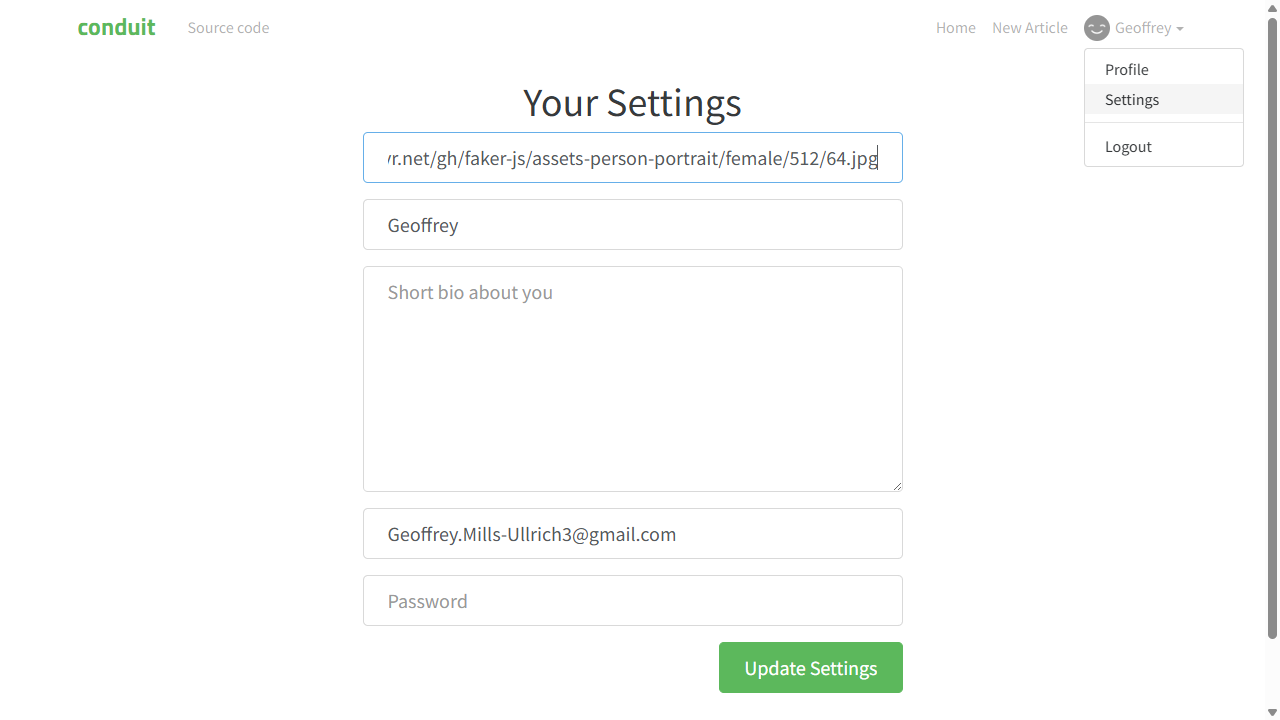 conduit
Source code
Home
New Article
Geoffrey
Profile
Settings
Logout
Your Settings
r.net/gh/faker-js/assets-person-portrait/female/512/64.jpg
Geoffrey
Short bio about you
Geoffrey.Mills-Ullrich3@gmail.com
Password
Update Settings